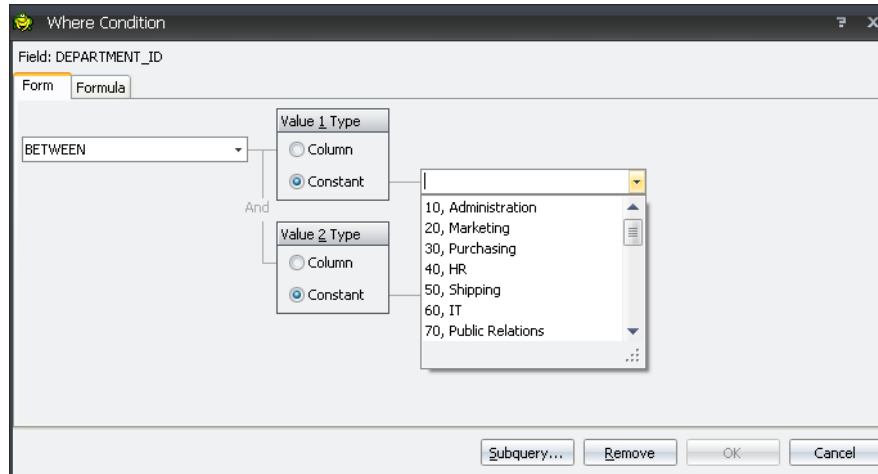 Where Condition
Field: DEPARTMENT_ID
Form Formula
Value 1 Type
BETWEEN
Column
Constant
And
10, Administration
20, Marketing
30, Purchasing
40, HR
50, Shipping
60, IT
70, Public Relations
Value 2 Type
Column
Constant
Subquery... Remove OK Cancel